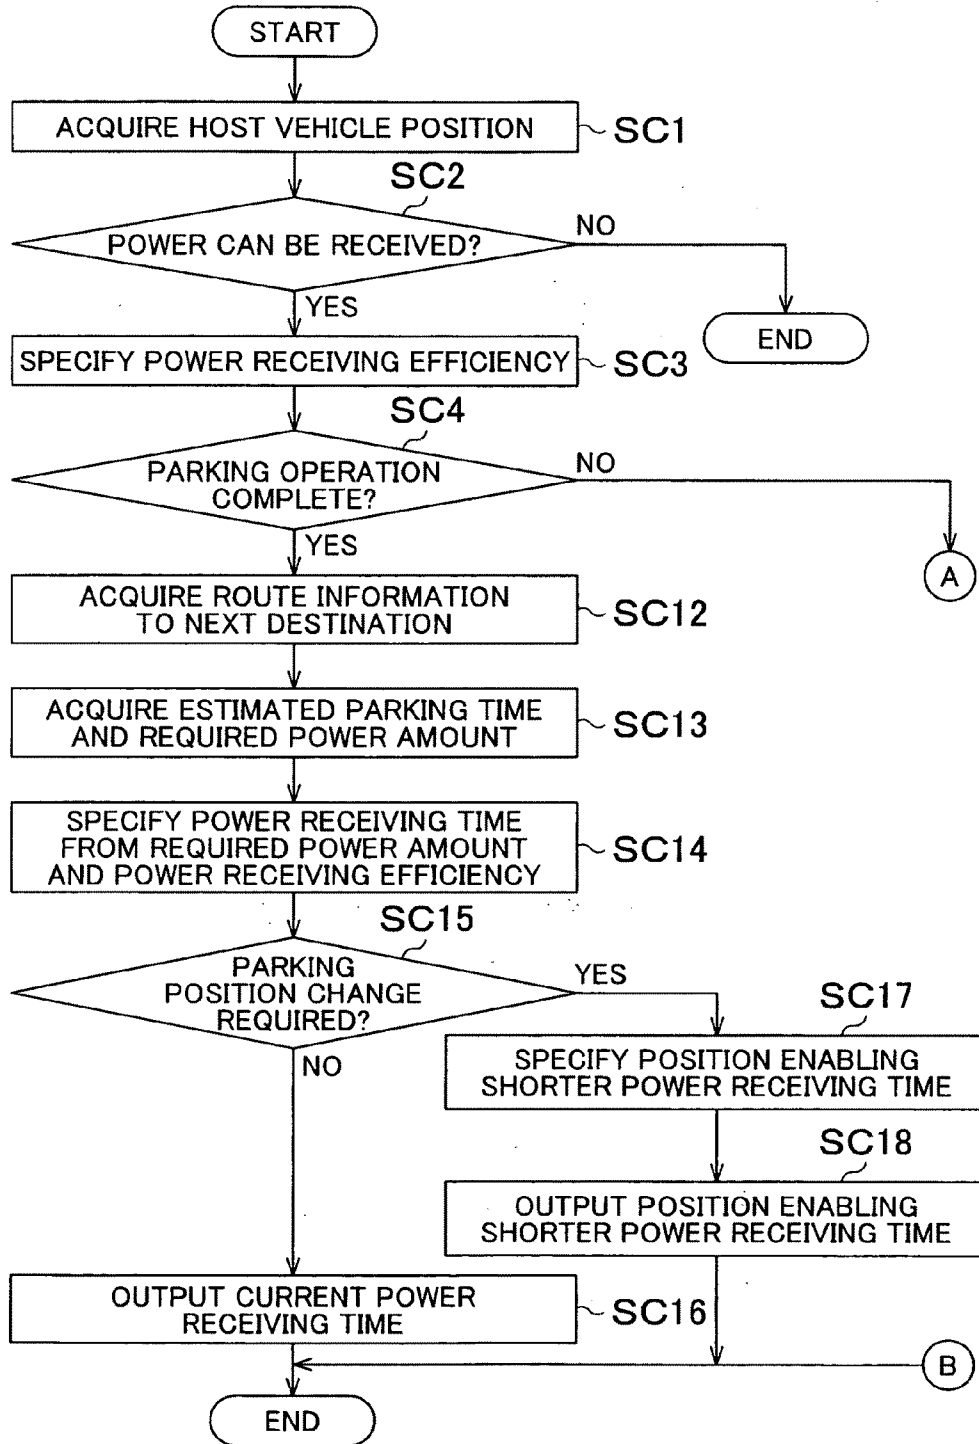 START
ACQUIRE HOST VEHICLE POSITION
SC1
SC2
POWER CAN BE RECEIVED?
NO
YES
END
SPECIFY POWER RECEIVING EFFICIENCY
SC3
SC4
PARKING OPERATION
COMPLETE?
NO
YES
A
ACQUIRE ROUTE INFORMATION
TO NEXT DESTINATION
SC12
ACQUIRE ESTIMATED PARKING TIME
AND REQUIRED POWER AMOUNT
SC13
SPECIFY POWER RECEIVING TIME
FROM REQUIRED POWER AMOUNT
AND POWER RECEIVING EFFICIENCY
SC14
SC15
PARKING
POSITION CHANGE
REQUIRED?
YES
NO
SC17
SPECIFY POSITION ENABLING
SHORTER POWER RECEIVING TIME
SC18
OUTPUT POSITION ENABLING
SHORTER POWER RECEIVING TIME
OUTPUT CURRENT POWER
RECEIVING TIME
SC16
B
END